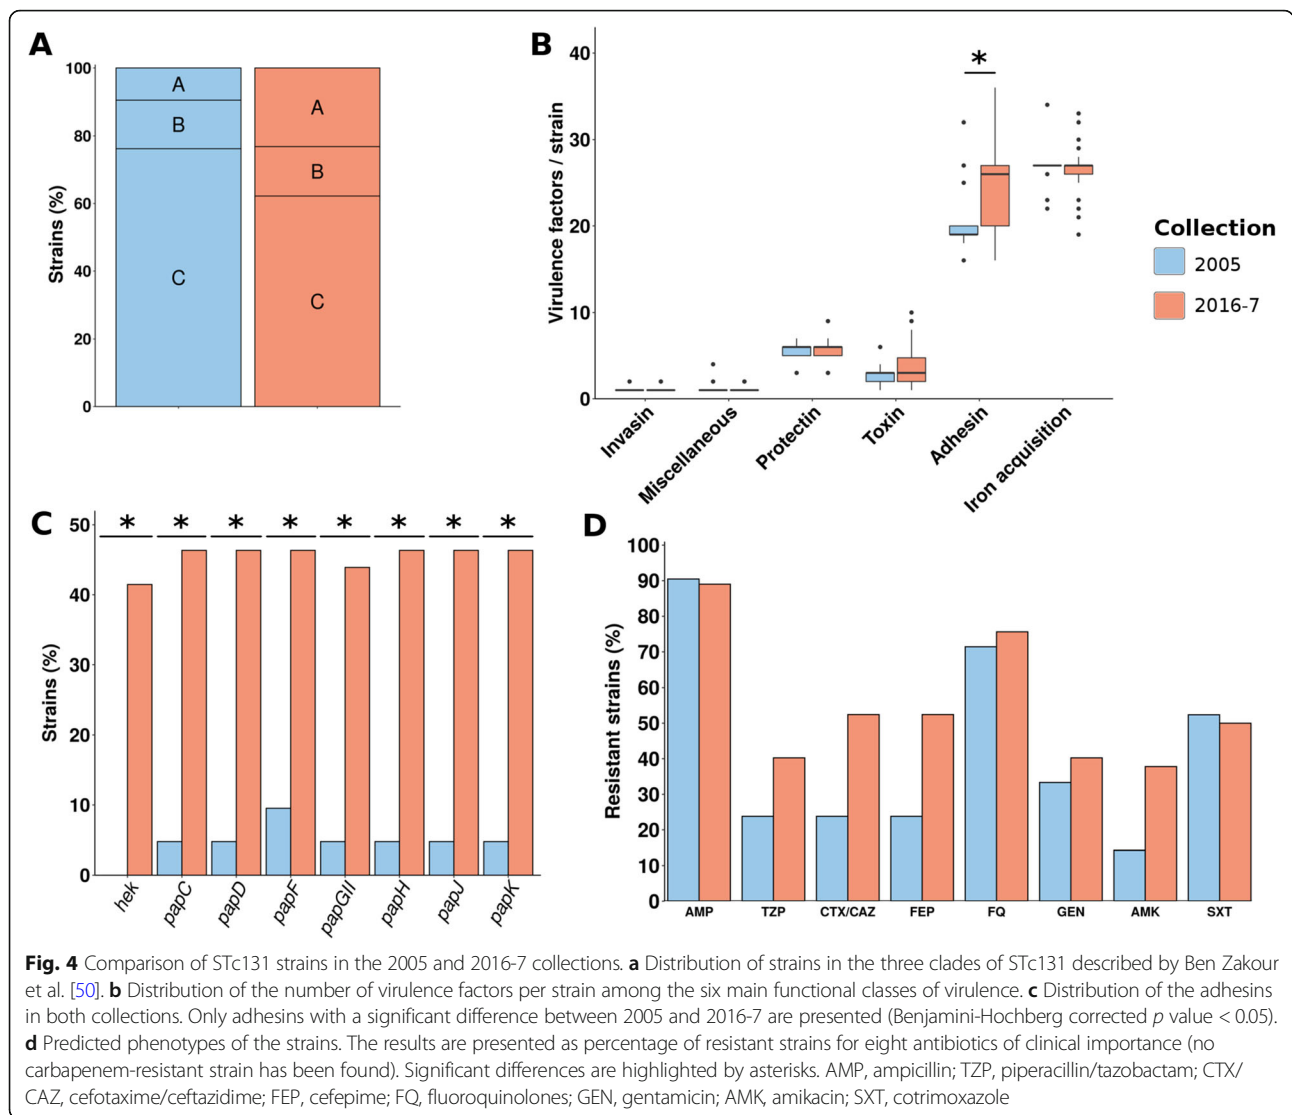 A
100
80
60
40
20
0
Strains (%)
A
B
C
A
B
C
B
40
30
20
10
0
Virulence factors / strain
*
Invasin
Miscellaneous
Protectin
Toxin
Adhesin
Iron acquisition
Collection
2005
2016-7
C
50
40
30
20
10
0
Strains (%)
* * * * * * * *
hek papC papD papF papGII papH papJ papK
D
100
90
80
70
60
50
40
30
20
10
0
Resistant strains (%)
AMP TZP CTX/CAZ FEP FQ GEN AMK SXT
Fig. 4 Comparison of STc131 strains in the 2005 and 2016-7 collections. a Distribution of strains in the three clades of STc131 described by Ben Zakour
et al. [50]. b Distribution of the number of virulence factors per strain among the six main functional classes of virulence. c Distribution of the adhesins
in both collections. Only adhesins with a significant difference between 2005 and 2016-7 are presented (Benjamini-Hochberg corrected p value < 0.05).
d Predicted phenotypes of the strains. The results are presented as percentage of resistant strains for eight antibiotics of clinical importance (no
carbapenem-resistant strain has been found). Significant differences are highlighted by asterisks. AMP, ampicillin; TZP, piperacillin/tazobactam; CTX/
CAZ, cefotaxime/ceftazidime; FEP, cefepime; FQ, fluoroquinolones; GEN, gentamicin; AMK, amikacin; SXT, cotrimoxazole